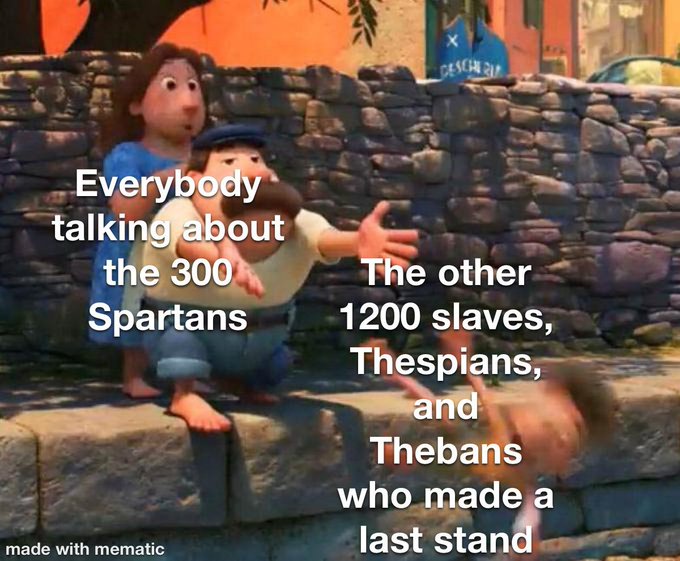 Everybody
talking about
the 300
Spartans
The other
1200 slaves,
Thespians,
and
Thebans
who made a
last stand
made with mematic